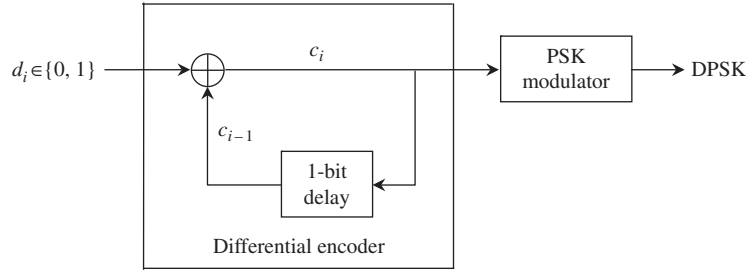 d_i∈{0, 1}
c_i
PSK
modulator
DPSK
c_{i−1}
1-bit
delay
Differential encoder